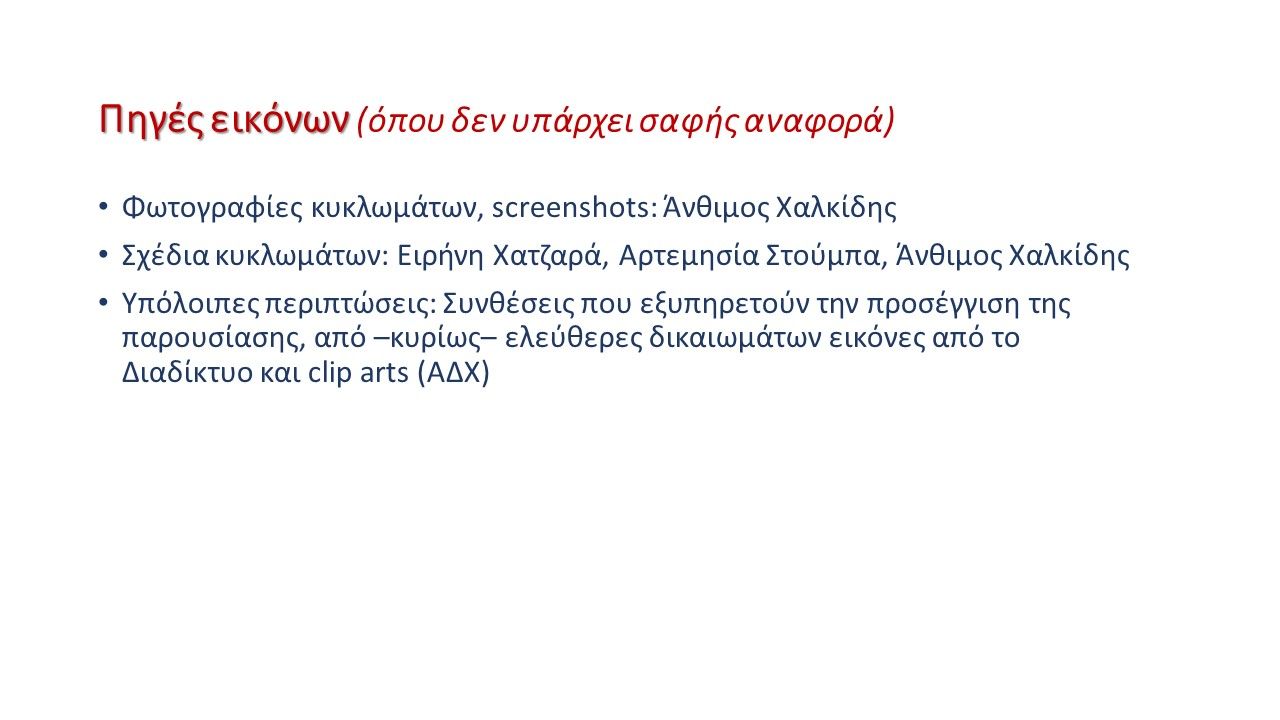 Πηγές εικόνων (όπου δεν υπάρχει σαφής αναφορά)
• Φωτογραφίες κυκλωμάτων, screenshots: Άνθιμος Χαλκίδης
• Σχέδια κυκλωμάτων: Ειρήνη Χατζαρά, Αρτεμησία Στούμπα, Άνθιμος Χαλκίδης
• Υπόλοιπες περιπτώσεις: Συνθέσεις που εξυπηρετούν την προσέγγιση της
παρουσίασης, από –κυρίως– ελεύθερες δικαιωμάτων εικόνες από το
Διαδίκτυο και clip arts (ΑΔΧ)